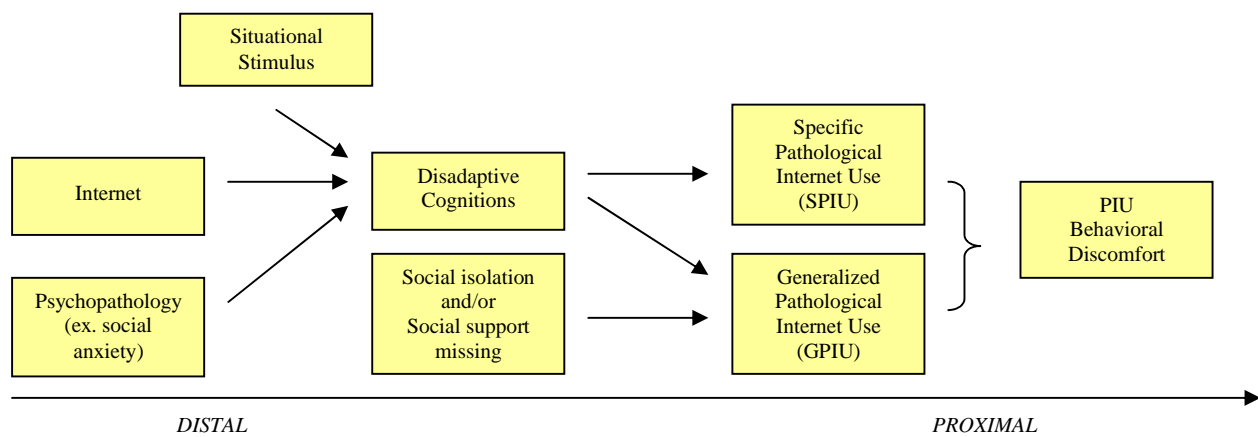 Situational
Stimulus
Internet
Psychopathology
(ex. social
anxiety)
Disadaptive
Cognitions
Social isolation
and/or
Social support
missing
Specific
Pathological
Internet Use
(SPIU)
Generalized
Pathological
Internet Use
(GPIU)
PIU
Behavioral
Discomfort
DISTAL
PROXIMAL